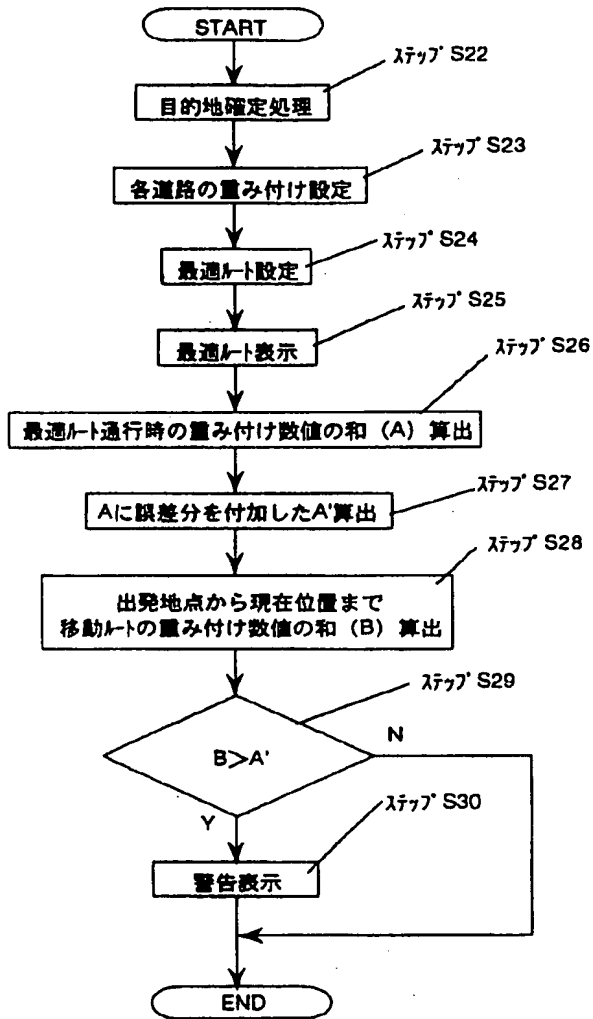 START
ステップ S22
目的地確定処理
ステップ S23
各道路の重み付け設定
ステップ S24
最適ルート設定
ステップ S25
最適ルート表示
ステップ S26
最適ルート通行時の重み付け数値の和 (A) 算出
ステップ S27
Aに誤差分を付加したA'算出
ステップ S28
出発地点から現在位置まで
移動ルートの重み付け数値の和 (B) 算出
ステップ S29
B>A'
N
Y
ステップ S30
警告表示
END